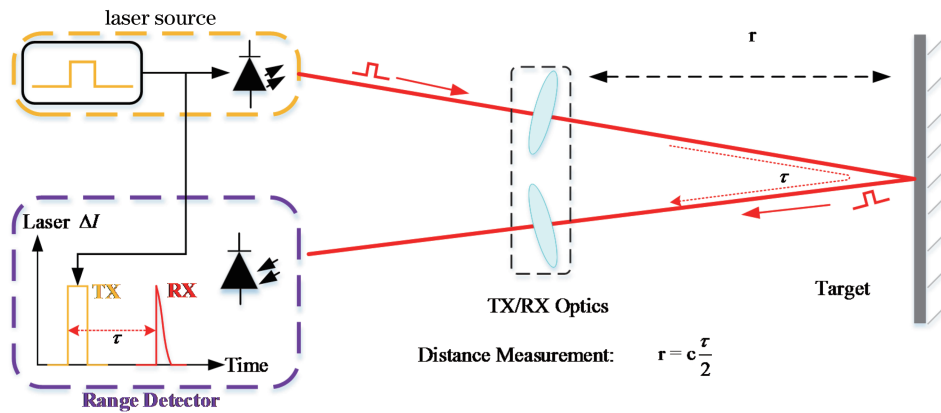 laser source
r
τ
Laser ΔI
TX
RX
τ
Time
Range Detector
TX/RX Optics
Target
Distance Measurement: r = c τ/2